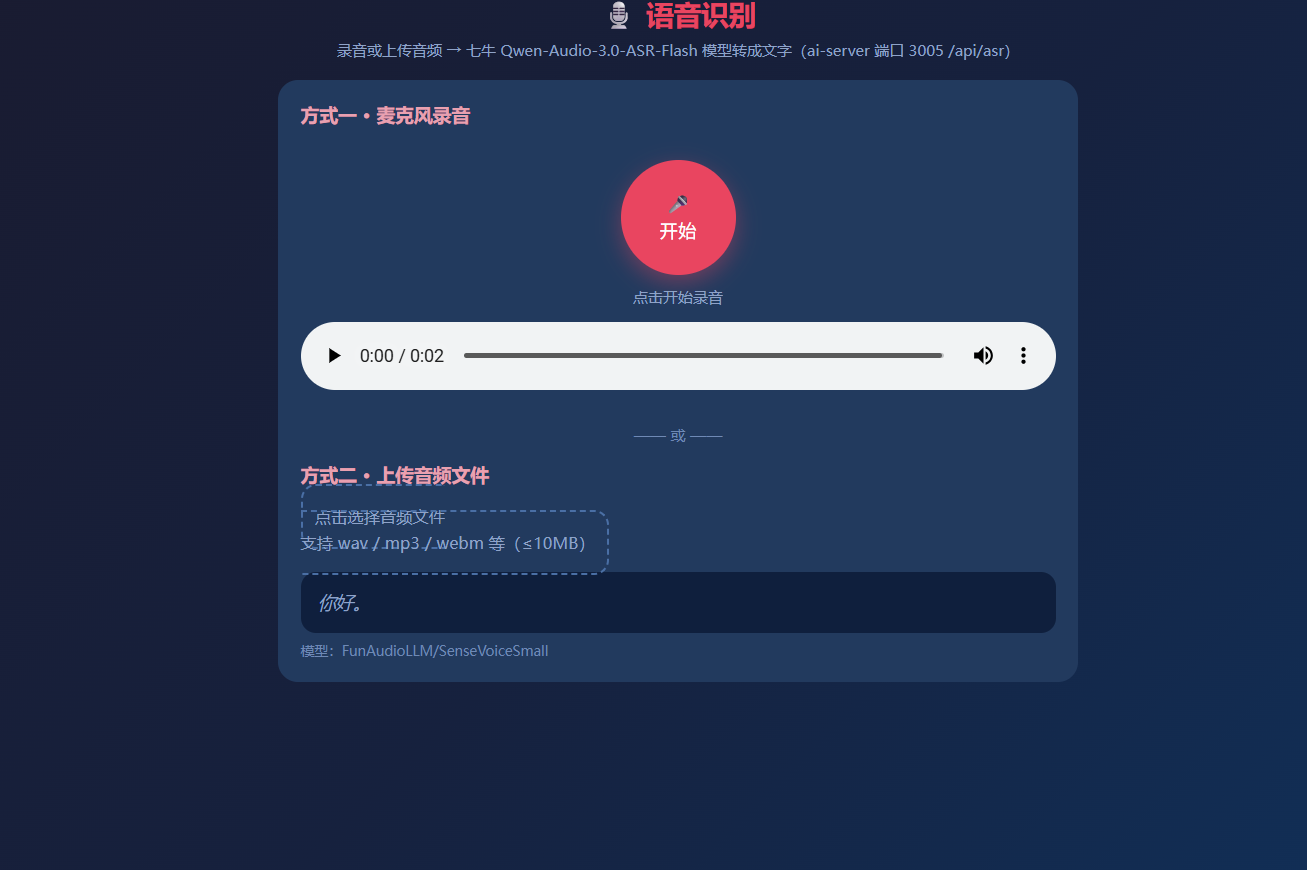 语音识别
录音或上传音频 → 七牛 Qwen-Audio-3.0-ASR-Flash 模型转成文字（ai-server 端口 3005 /api/asr）
方式一 · 麦克风录音
开始
点击开始录音
0:00 / 0:02
—— 或 ——
方式二 · 上传音频文件
点击选择音频文件
支持 wav / mp3 / webm 等（≤10MB）
你好。
模型：FunAudioLLM/SenseVoiceSmall